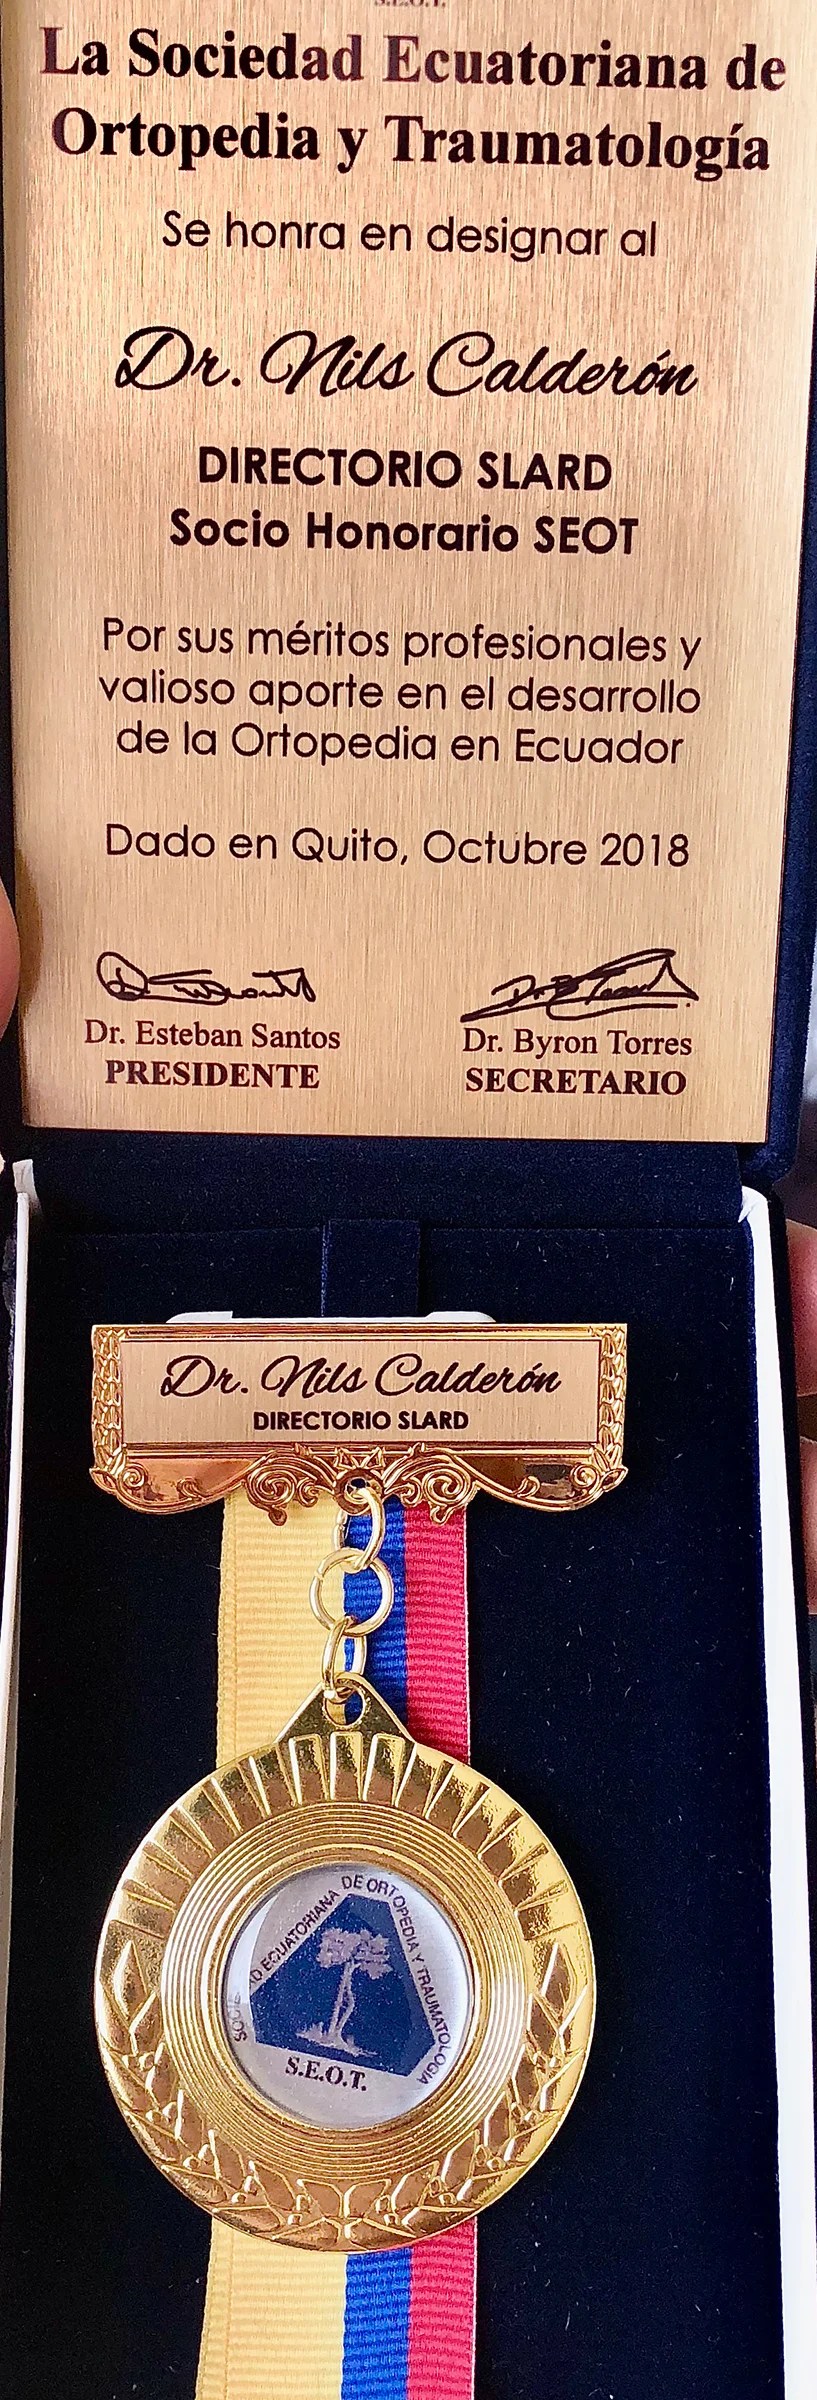 S.E.O.T.
La Sociedad Ecuatoriana de
Ortopedia y Traumatología
Se honra en designar al
Dr. Nils Calderón
DIRECTORIO SLARD
Socio Honorario SEOT
Por sus méritos profesionales y
valioso aporte en el desarrollo
de la Ortopedia en Ecuador
Dado en Quito, Octubre 2018
Dr. Esteban Santos
PRESIDENTE
Dr. Byron Torres
SECRETARIO
Dr. Nils Calderón
DIRECTORIO SLARD
ECUATORIANA DE ORTOPEDIA Y TRAUMATOLOGIA
S.E.O.T.